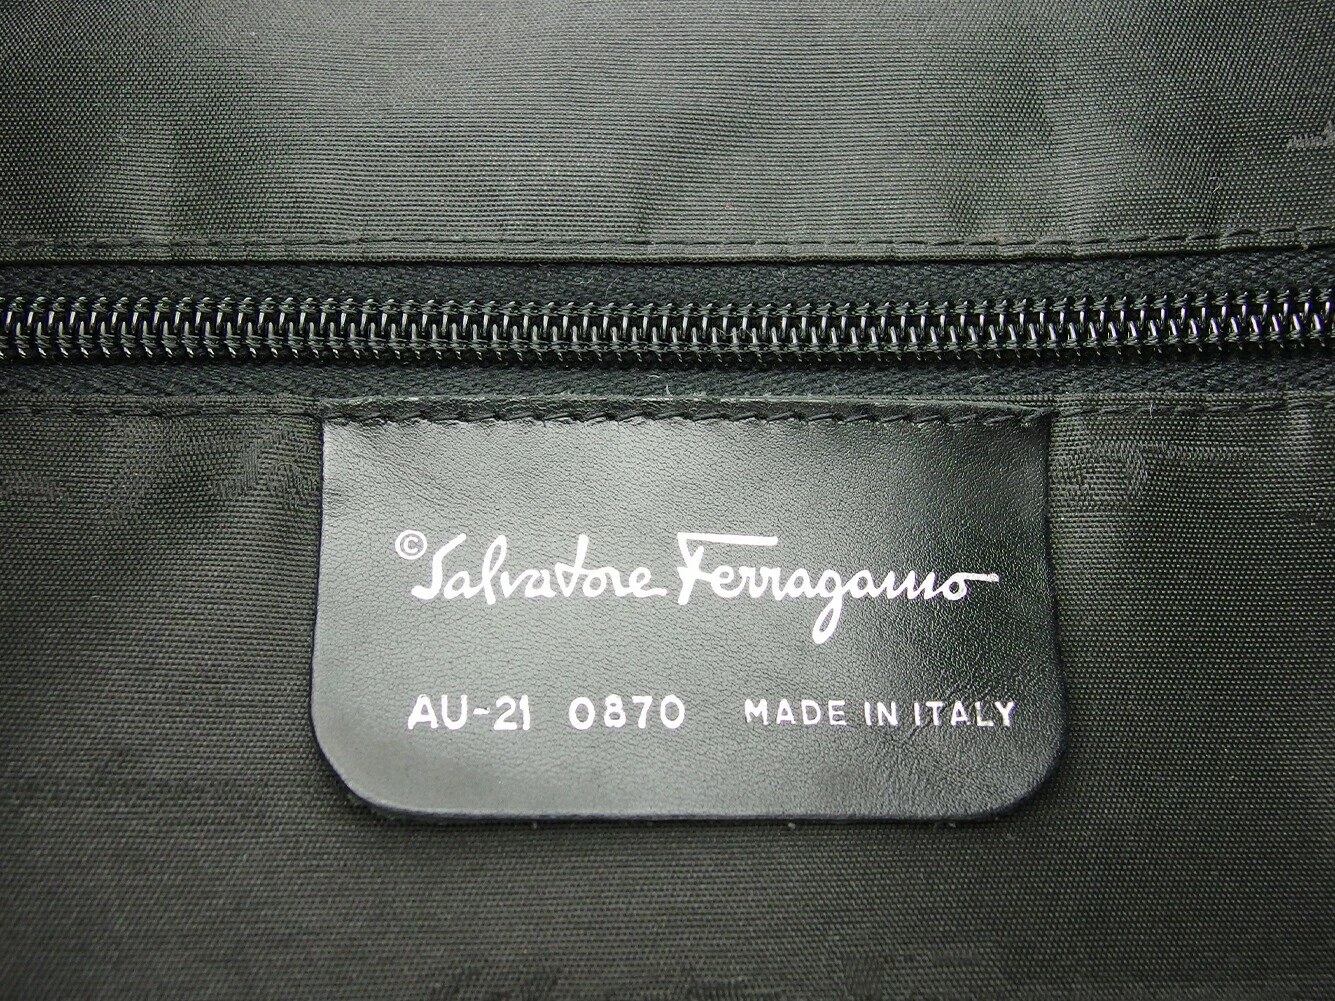 ©Salvatore Ferragamo
AU-21 0870 MADE IN ITALY